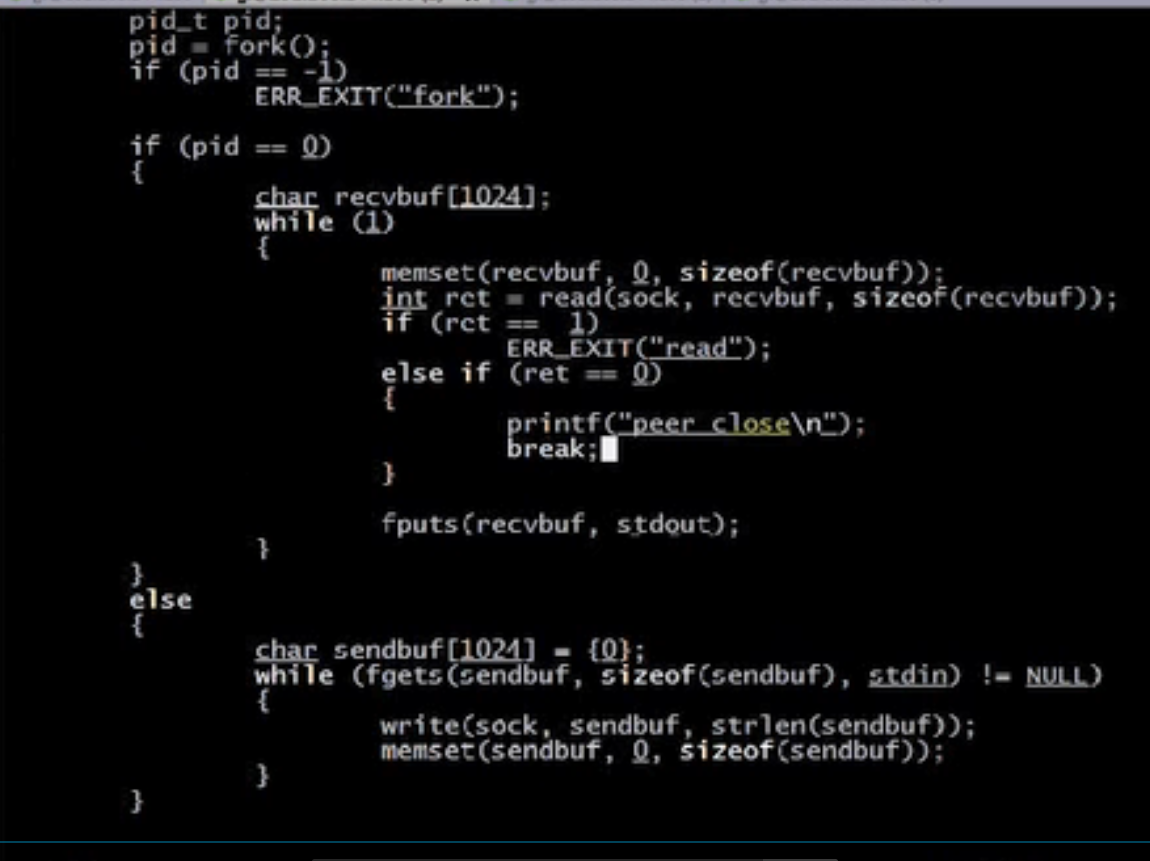 pid_t pid;
pid = fork();
if (pid == -1)
ERR_EXIT("fork");
if (pid == 0)
{
char recvbuf[1024];
while (1)
{
memset(recvbuf, 0, sizeof(recvbuf));
int ret = read(sock, recvbuf, sizeof(recvbuf));
if (ret == 1)
ERR_EXIT("read");
else if (ret == 0)
{
printf("peer close\n");
break;
}
fputs(recvbuf, stdout);
}
}
else
{
char sendbuf[1024] = {0};
while (fgets(sendbuf, sizeof(sendbuf), stdin) != NULL)
{
write(sock, sendbuf, strlen(sendbuf));
memset(sendbuf, 0, sizeof(sendbuf));
}
}